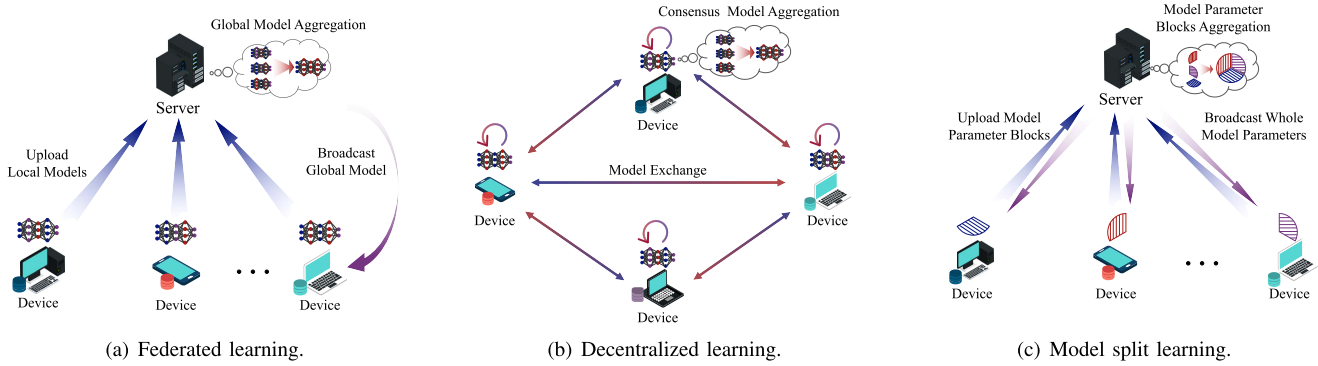 Global Model Aggregation
Server
Upload
Local Models
Broadcast
Global Model
Device
Device
• • •
Device
(a) Federated learning.
Consensus Model Aggregation
Device
Device
Model Exchange
Device
Device
(b) Decentralized learning.
Model Parameter
Blocks Aggregation
Server
Upload Model
Parameter Blocks
Broadcast Whole
Model Parameters
Device
Device
• • •
Device
(c) Model split learning.